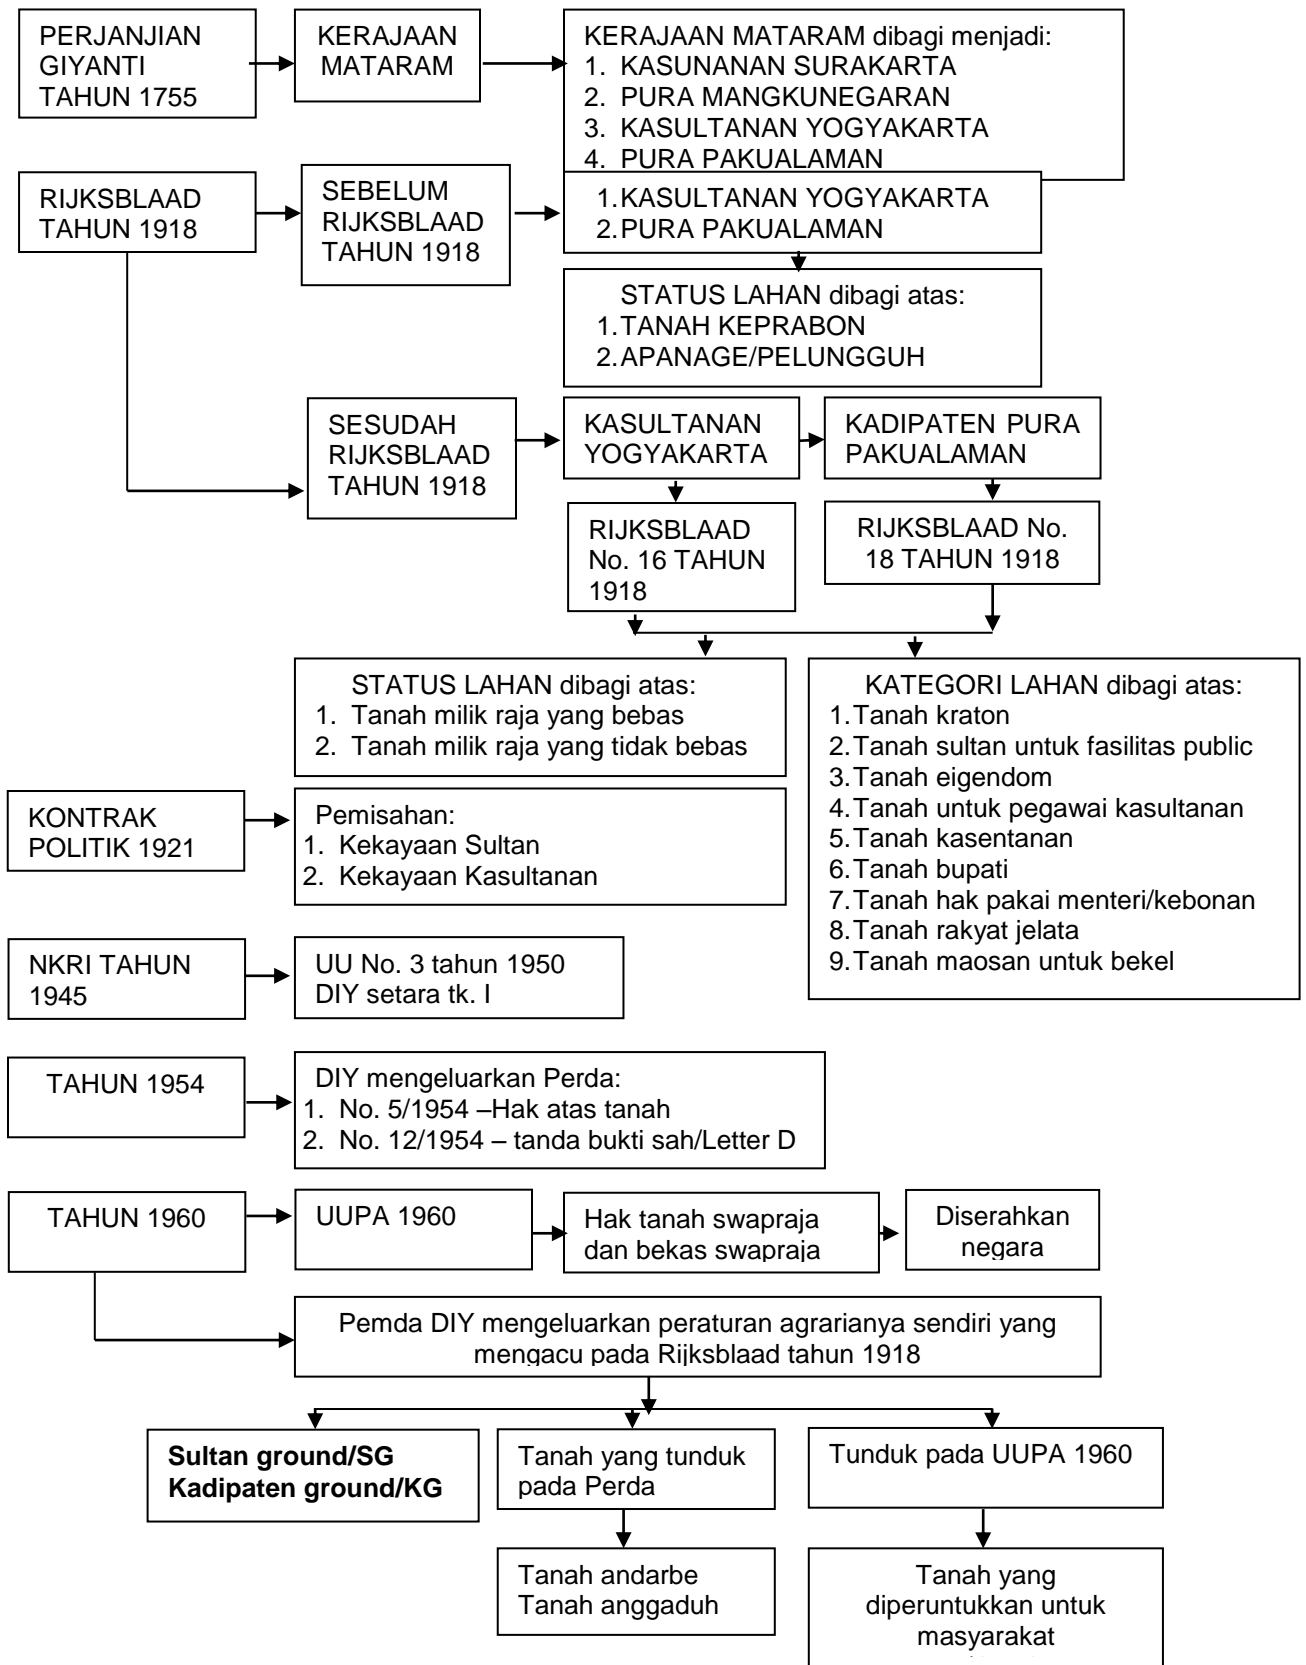 PERJANJIAN
GIYANTI
TAHUN 1755
KERAJAAN
MATARAM
KERAJAAN MATARAM dibagi menjadi:
1. KASUNANAN SURAKARTA
2. PURA MANGKUNEGARAN
3. KASULTANAN YOGYAKARTA
4. PURA PAKUALAMAN
RIJKSBLAAD
TAHUN 1918
SEBELUM
RIJKSBLAAD
TAHUN 1918
1.KASULTANAN YOGYAKARTA
2.PURA PAKUALAMAN
STATUS LAHAN dibagi atas:
1.TANAH KEPRABON
2.APANAGE/PELUNGGUH
SESUDAH
RIJKSBLAAD
TAHUN 1918
KASULTANAN
YOGYAKARTA
KADIPATEN PURA
PAKUALAMAN
RIJKSBLAAD
No. 16 TAHUN
1918
RIJKSBLAAD No.
18 TAHUN 1918
STATUS LAHAN dibagi atas:
1. Tanah milik raja yang bebas
2. Tanah milik raja yang tidak bebas
KATEGORI LAHAN dibagi atas:
1.Tanah kraton
2.Tanah sultan untuk fasilitas public
3.Tanah eigendom
4.Tanah untuk pegawai kasultanan
5.Tanah kasentanan
6.Tanah bupati
7.Tanah hak pakai menteri/kebonan
8.Tanah rakyat jelata
9.Tanah maosan untuk bekel
KONTRAK
POLITIK 1921
Pemisahan:
1. Kekayaan Sultan
2. Kekayaan Kasultanan
NKRI TAHUN
1945
UU No. 3 tahun 1950
DIY setara tk. I
TAHUN 1954
DIY mengeluarkan Perda:
1. No. 5/1954 –Hak atas tanah
2. No. 12/1954 – tanda bukti sah/Letter D
TAHUN 1960
UUPA 1960
Hak tanah swapraja
dan bekas swapraja
Diserahkan
negara
Pemda DIY mengeluarkan peraturan agrarianya sendiri yang
mengacu pada Rijksblaad tahun 1918
Sultan ground/SG
Kadipaten ground/KG
Tanah yang tunduk
pada Perda
Tunduk pada UUPA 1960
Tanah andarbe
Tanah anggaduh
Tanah yang
diperuntukkan untuk
masyarakat